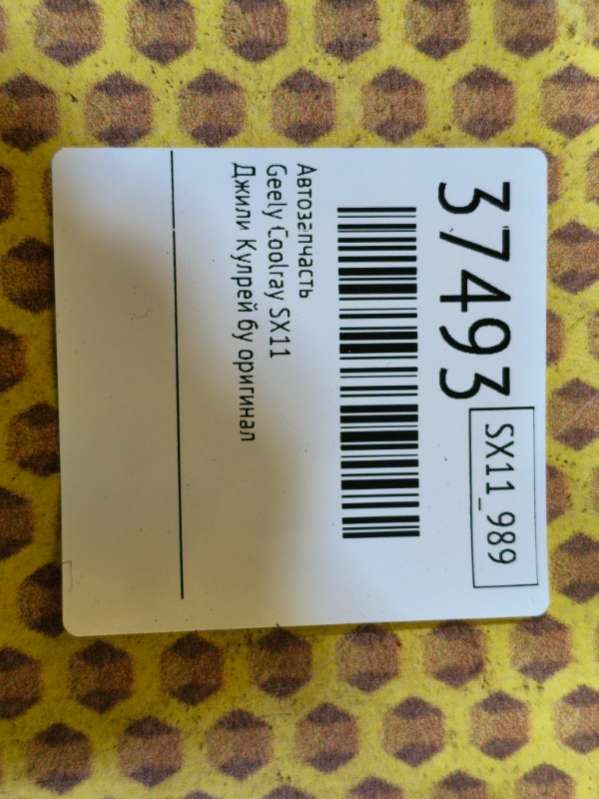 37493
SX11_989
Автозапчасть
Geely Coolray SX11
Джили Кулрей бу оригинал